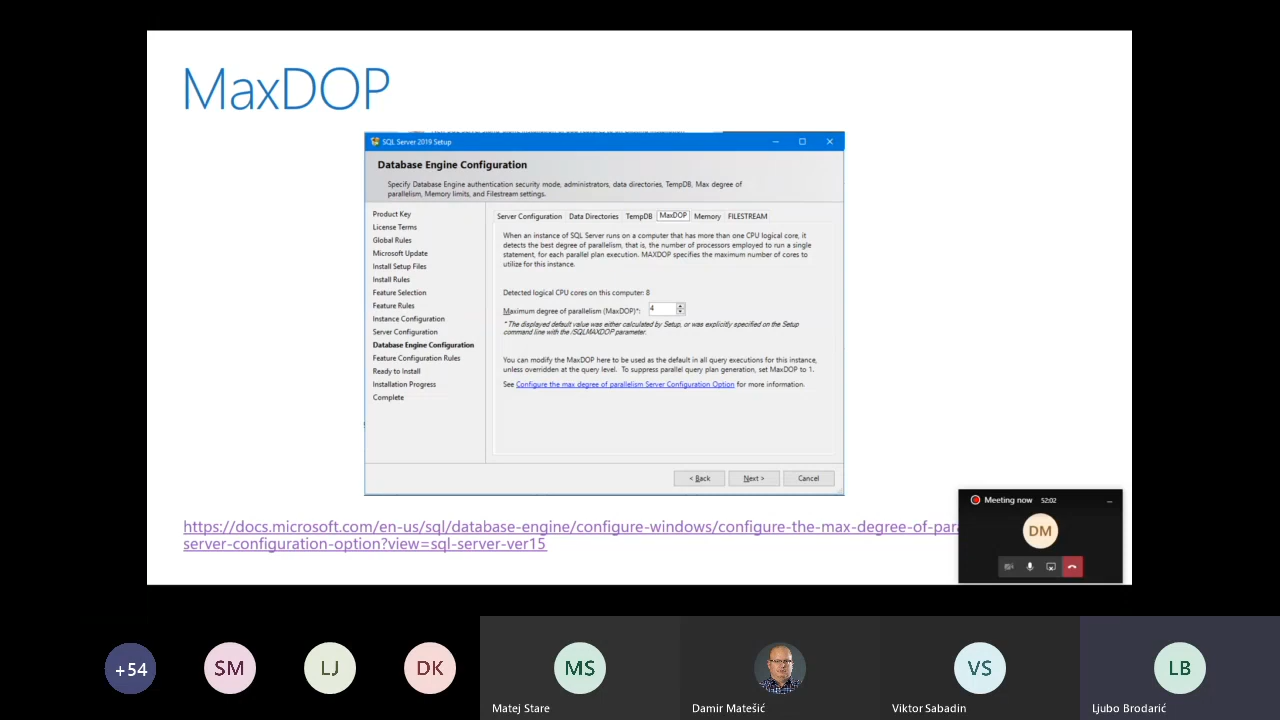 MaxDOP
SQL Server 2019 Setup
Database Engine Configuration
Specify Database Engine authentication security mode, administrators, data directories, TempDB, Max degree of
parallelism, Memory limits, and Filestream settings.
Product Key
License Terms
Global Rules
Microsoft Update
Install Setup Files
Install Rules
Feature Selection
Feature Rules
Instance Configuration
Server Configuration
Database Engine Configuration
Feature Configuration Rules
Ready to Install
Installation Progress
Complete
Server Configuration Data Directories TempDB MaxDOP Memory FILESTREAM
When an instance of SQL Server runs on a computer that has more than one CPU logical core, it
detects the best degree of parallelism, that is, the number of processors employed to run a single
statement, for each parallel plan execution. MAXDOP specifies the maximum number of cores to
utilize for this instance.
Detected logical CPU cores on this computer: 8
Maximum degree of parallelism (MaxDOP)*: 4
* The displayed default value was either calculated by Setup, or was explicitly specified on the Setup
command line with the /SQLMAXDOP parameter.
You can modify the MaxDOP here to be used as the default in all query executions for this instance,
unless overridden at the query level. To suppress parallel query plan generation, set MaxDOP to 1.
See Configure the max degree of parallelism Server Configuration Option for more information.
< Back Next > Cancel
https://docs.microsoft.com/en-us/sql/database-engine/configure-windows/configure-the-max-degree-of-para
server-configuration-option?view=sql-server-ver15
Meeting now 52:02
DM
+54 SM LJ DK MS VS LB
Matej Stare Damir Matešić Viktor Sabadin Ljubo Brodarić